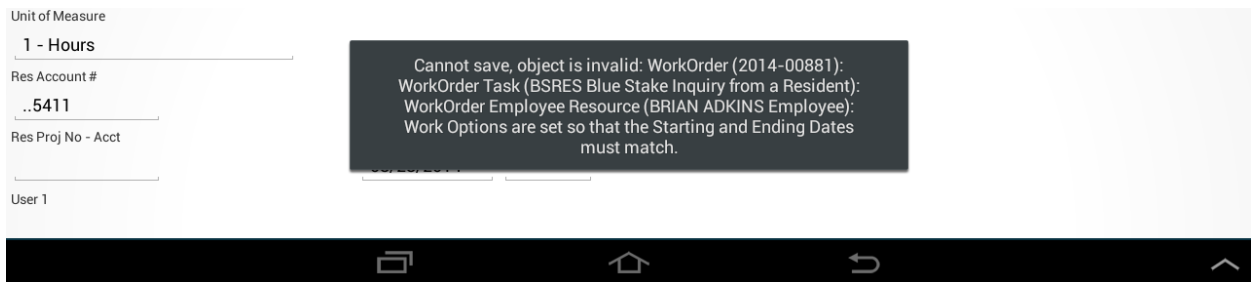 Unit of Measure
1 - Hours
Res Account #
..5411
Res Proj No - Acct
User 1
Cannot save, object is invalid: WorkOrder (2014-00881):
WorkOrder Task (BSRES Blue Stake Inquiry from a Resident):
WorkOrder Employee Resource (BRIAN ADKINS Employee):
Work Options are set so that the Starting and Ending Dates
must match.